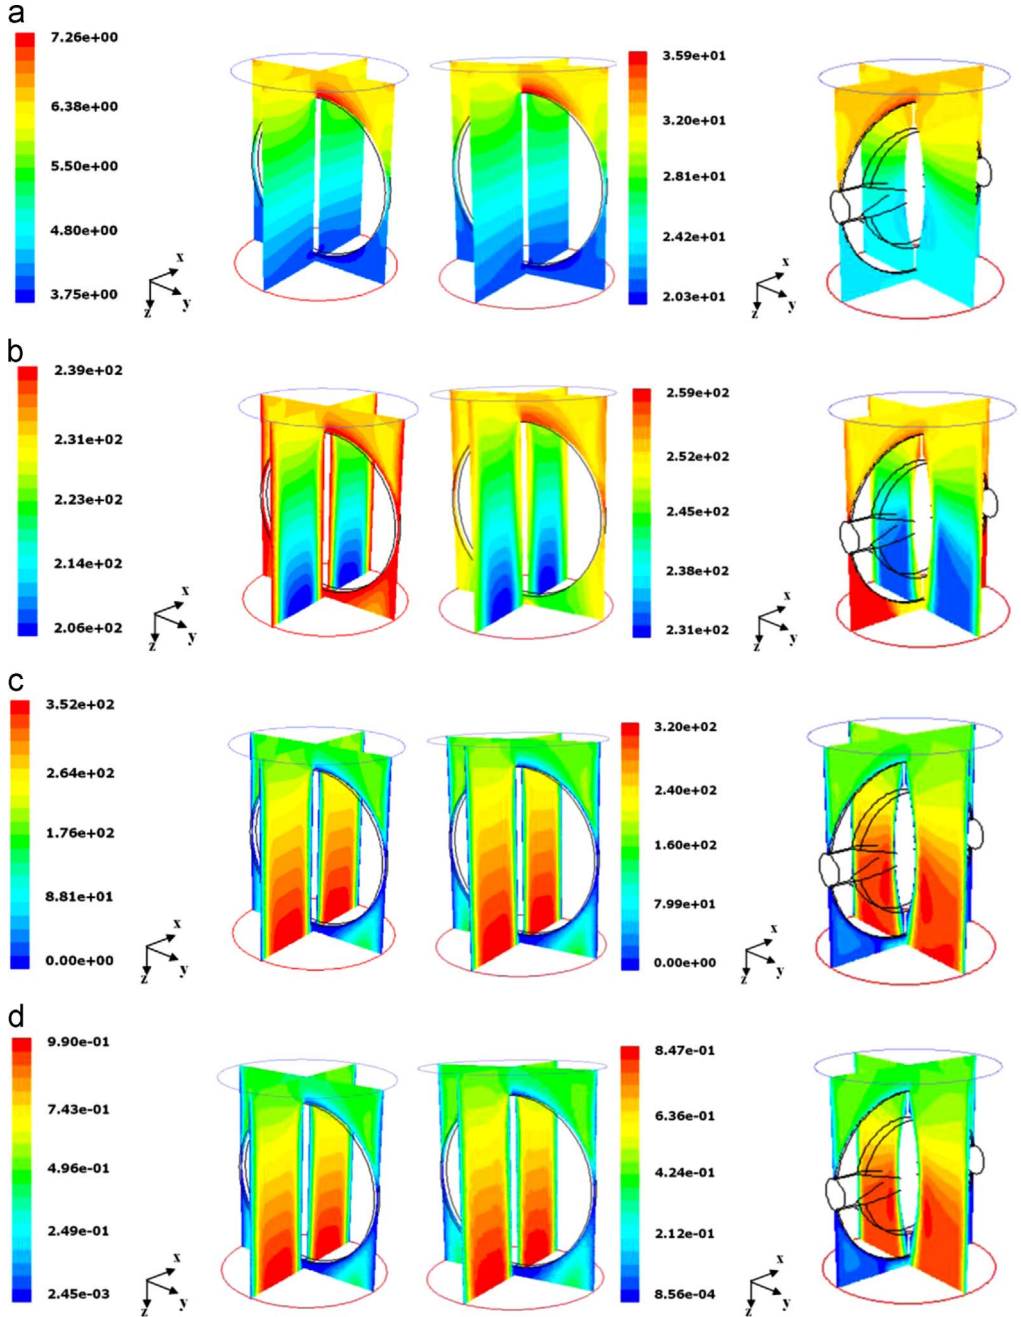 a
7.26e+00
6.38e+00
5.50e+00
4.80e+00
3.75e+00
x
y
z
3.59e+01
3.20e+01
2.81e+01
2.42e+01
2.03e+01
x
y
z
b
2.39e+02
2.31e+02
2.23e+02
2.14e+02
2.06e+02
x
y
z
2.59e+02
2.52e+02
2.45e+02
2.38e+02
2.31e+02
x
y
z
c
3.52e+02
2.64e+02
1.76e+02
8.81e+01
0.00e+00
x
y
z
3.20e+02
2.40e+02
1.60e+02
7.99e+01
0.00e+00
x
y
z
d
9.90e-01
7.43e-01
4.96e-01
2.49e-01
2.45e-03
x
y
z
8.47e-01
6.36e-01
4.24e-01
2.12e-01
8.56e-04
x
y
z